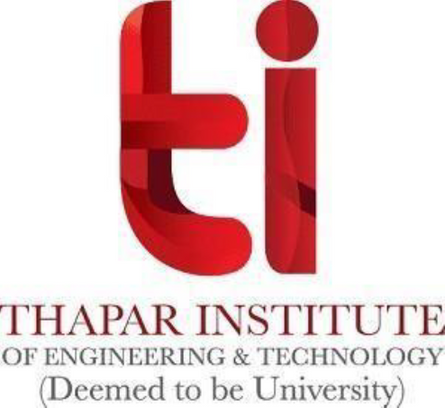 ti
THAPAR INSTITUTE
OF ENGINEERING & TECHNOLOGY
(Deemed to be University)